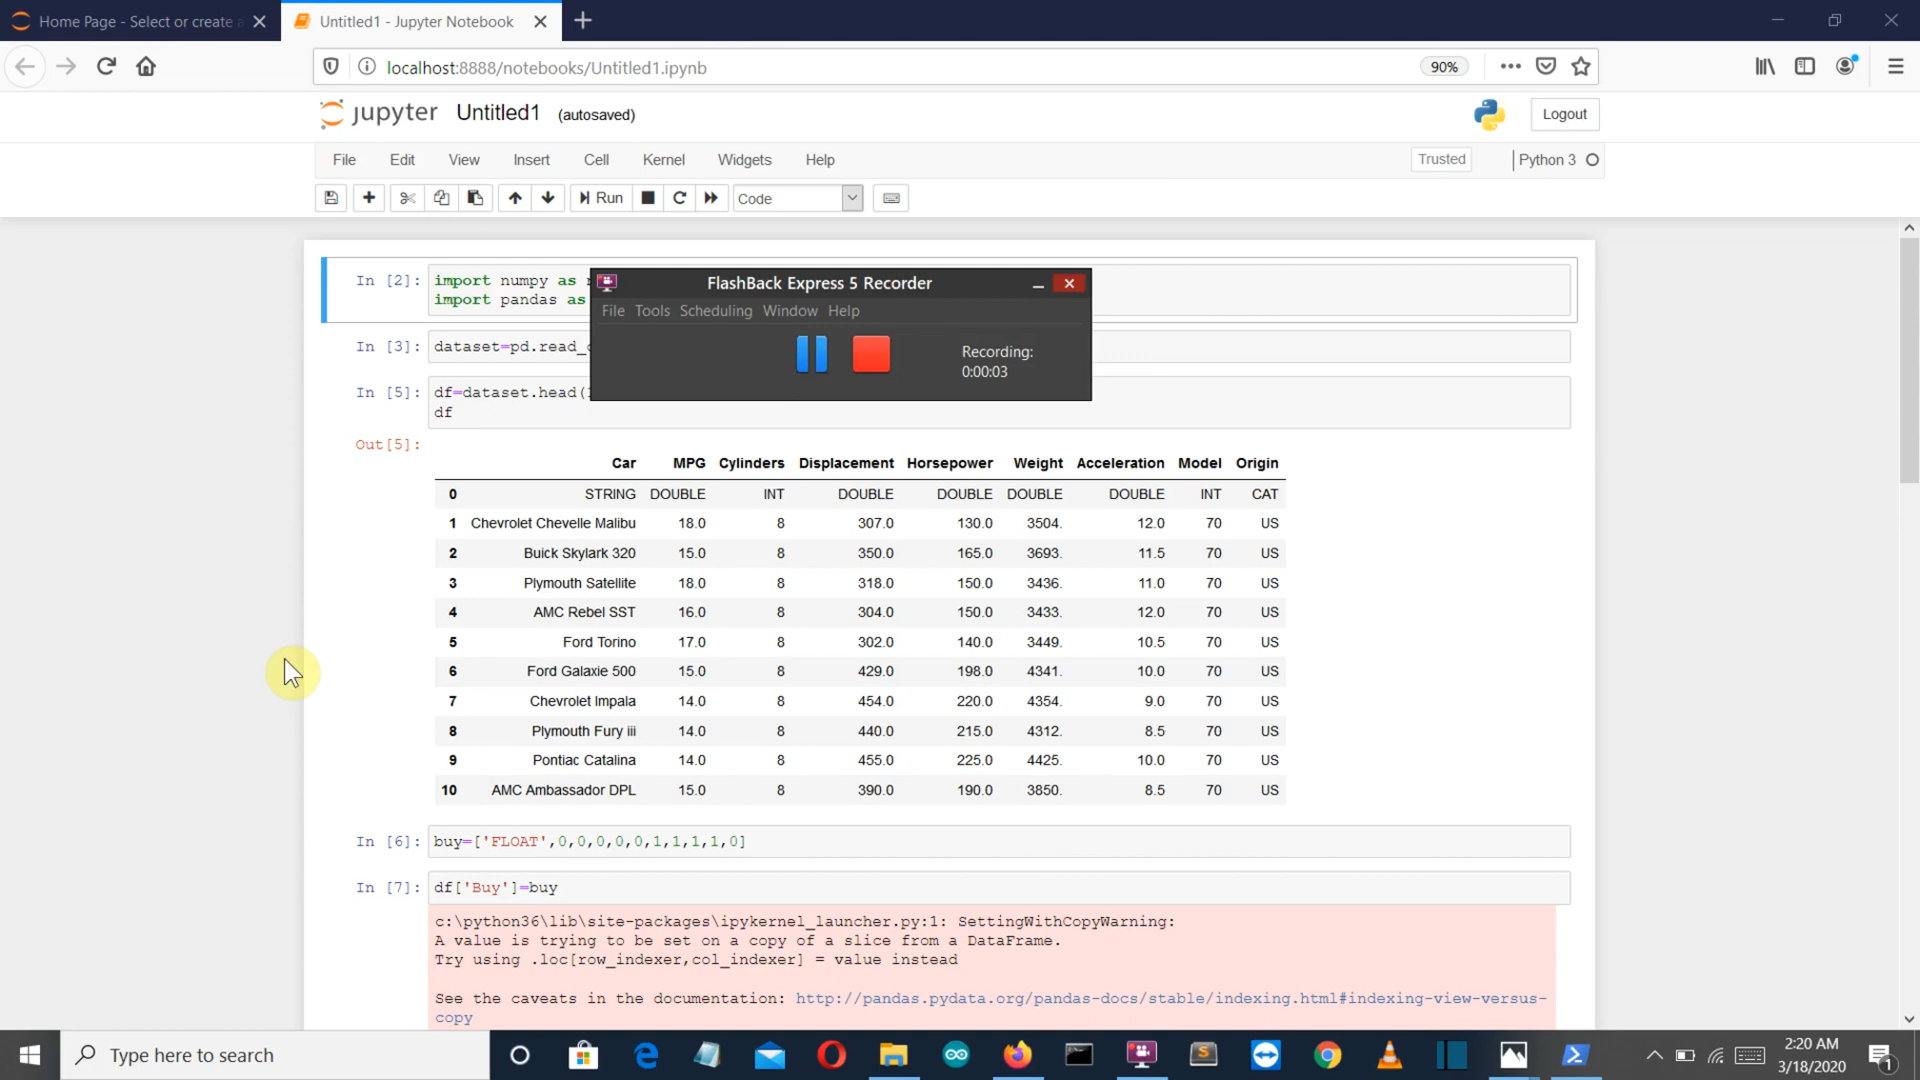 Home Page - Select or create a
Untitled1 - Jupyter Notebook
localhost:8888/notebooks/Untitled1.ipynb
90%
jupyter Untitled1 (autosaved)
Logout
File Edit View Insert Cell Kernel Widgets Help
Trusted
Python 3
Run
Code
FlashBack Express 5 Recorder
File Tools Scheduling Window Help
Recording:
0:00:03
In [2]: import numpy as
import pandas as
In [3]: dataset=pd.read_
In [5]: df=dataset.head(
df
Out[5]:
Car MPG Cylinders Displacement Horsepower Weight Acceleration Model Origin
0 STRING DOUBLE INT DOUBLE DOUBLE DOUBLE DOUBLE INT CAT
1 Chevrolet Chevelle Malibu 18.0 8 307.0 130.0 3504. 12.0 70 US
2 Buick Skylark 320 15.0 8 350.0 165.0 3693. 11.5 70 US
3 Plymouth Satellite 18.0 8 318.0 150.0 3436. 11.0 70 US
4 AMC Rebel SST 16.0 8 304.0 150.0 3433. 12.0 70 US
5 Ford Torino 17.0 8 302.0 140.0 3449. 10.5 70 US
6 Ford Galaxie 500 15.0 8 429.0 198.0 4341. 10.0 70 US
7 Chevrolet Impala 14.0 8 454.0 220.0 4354. 9.0 70 US
8 Plymouth Fury iii 14.0 8 440.0 215.0 4312. 8.5 70 US
9 Pontiac Catalina 14.0 8 455.0 225.0 4425. 10.0 70 US
10 AMC Ambassador DPL 15.0 8 390.0 190.0 3850. 8.5 70 US
In [6]: buy=['FLOAT',0,0,0,0,0,1,1,1,1,0]
In [7]: df['Buy']=buy
c:\python36\lib\site-packages\ipykernel_launcher.py:1: SettingWithCopyWarning:
A value is trying to be set on a copy of a slice from a DataFrame.
Try using .loc[row_indexer,col_indexer] = value instead
See the caveats in the documentation: http://pandas.pydata.org/pandas-docs/stable/indexing.html#indexing-view-versus-
copy
Type here to search
2:20 AM
3/18/2020
1